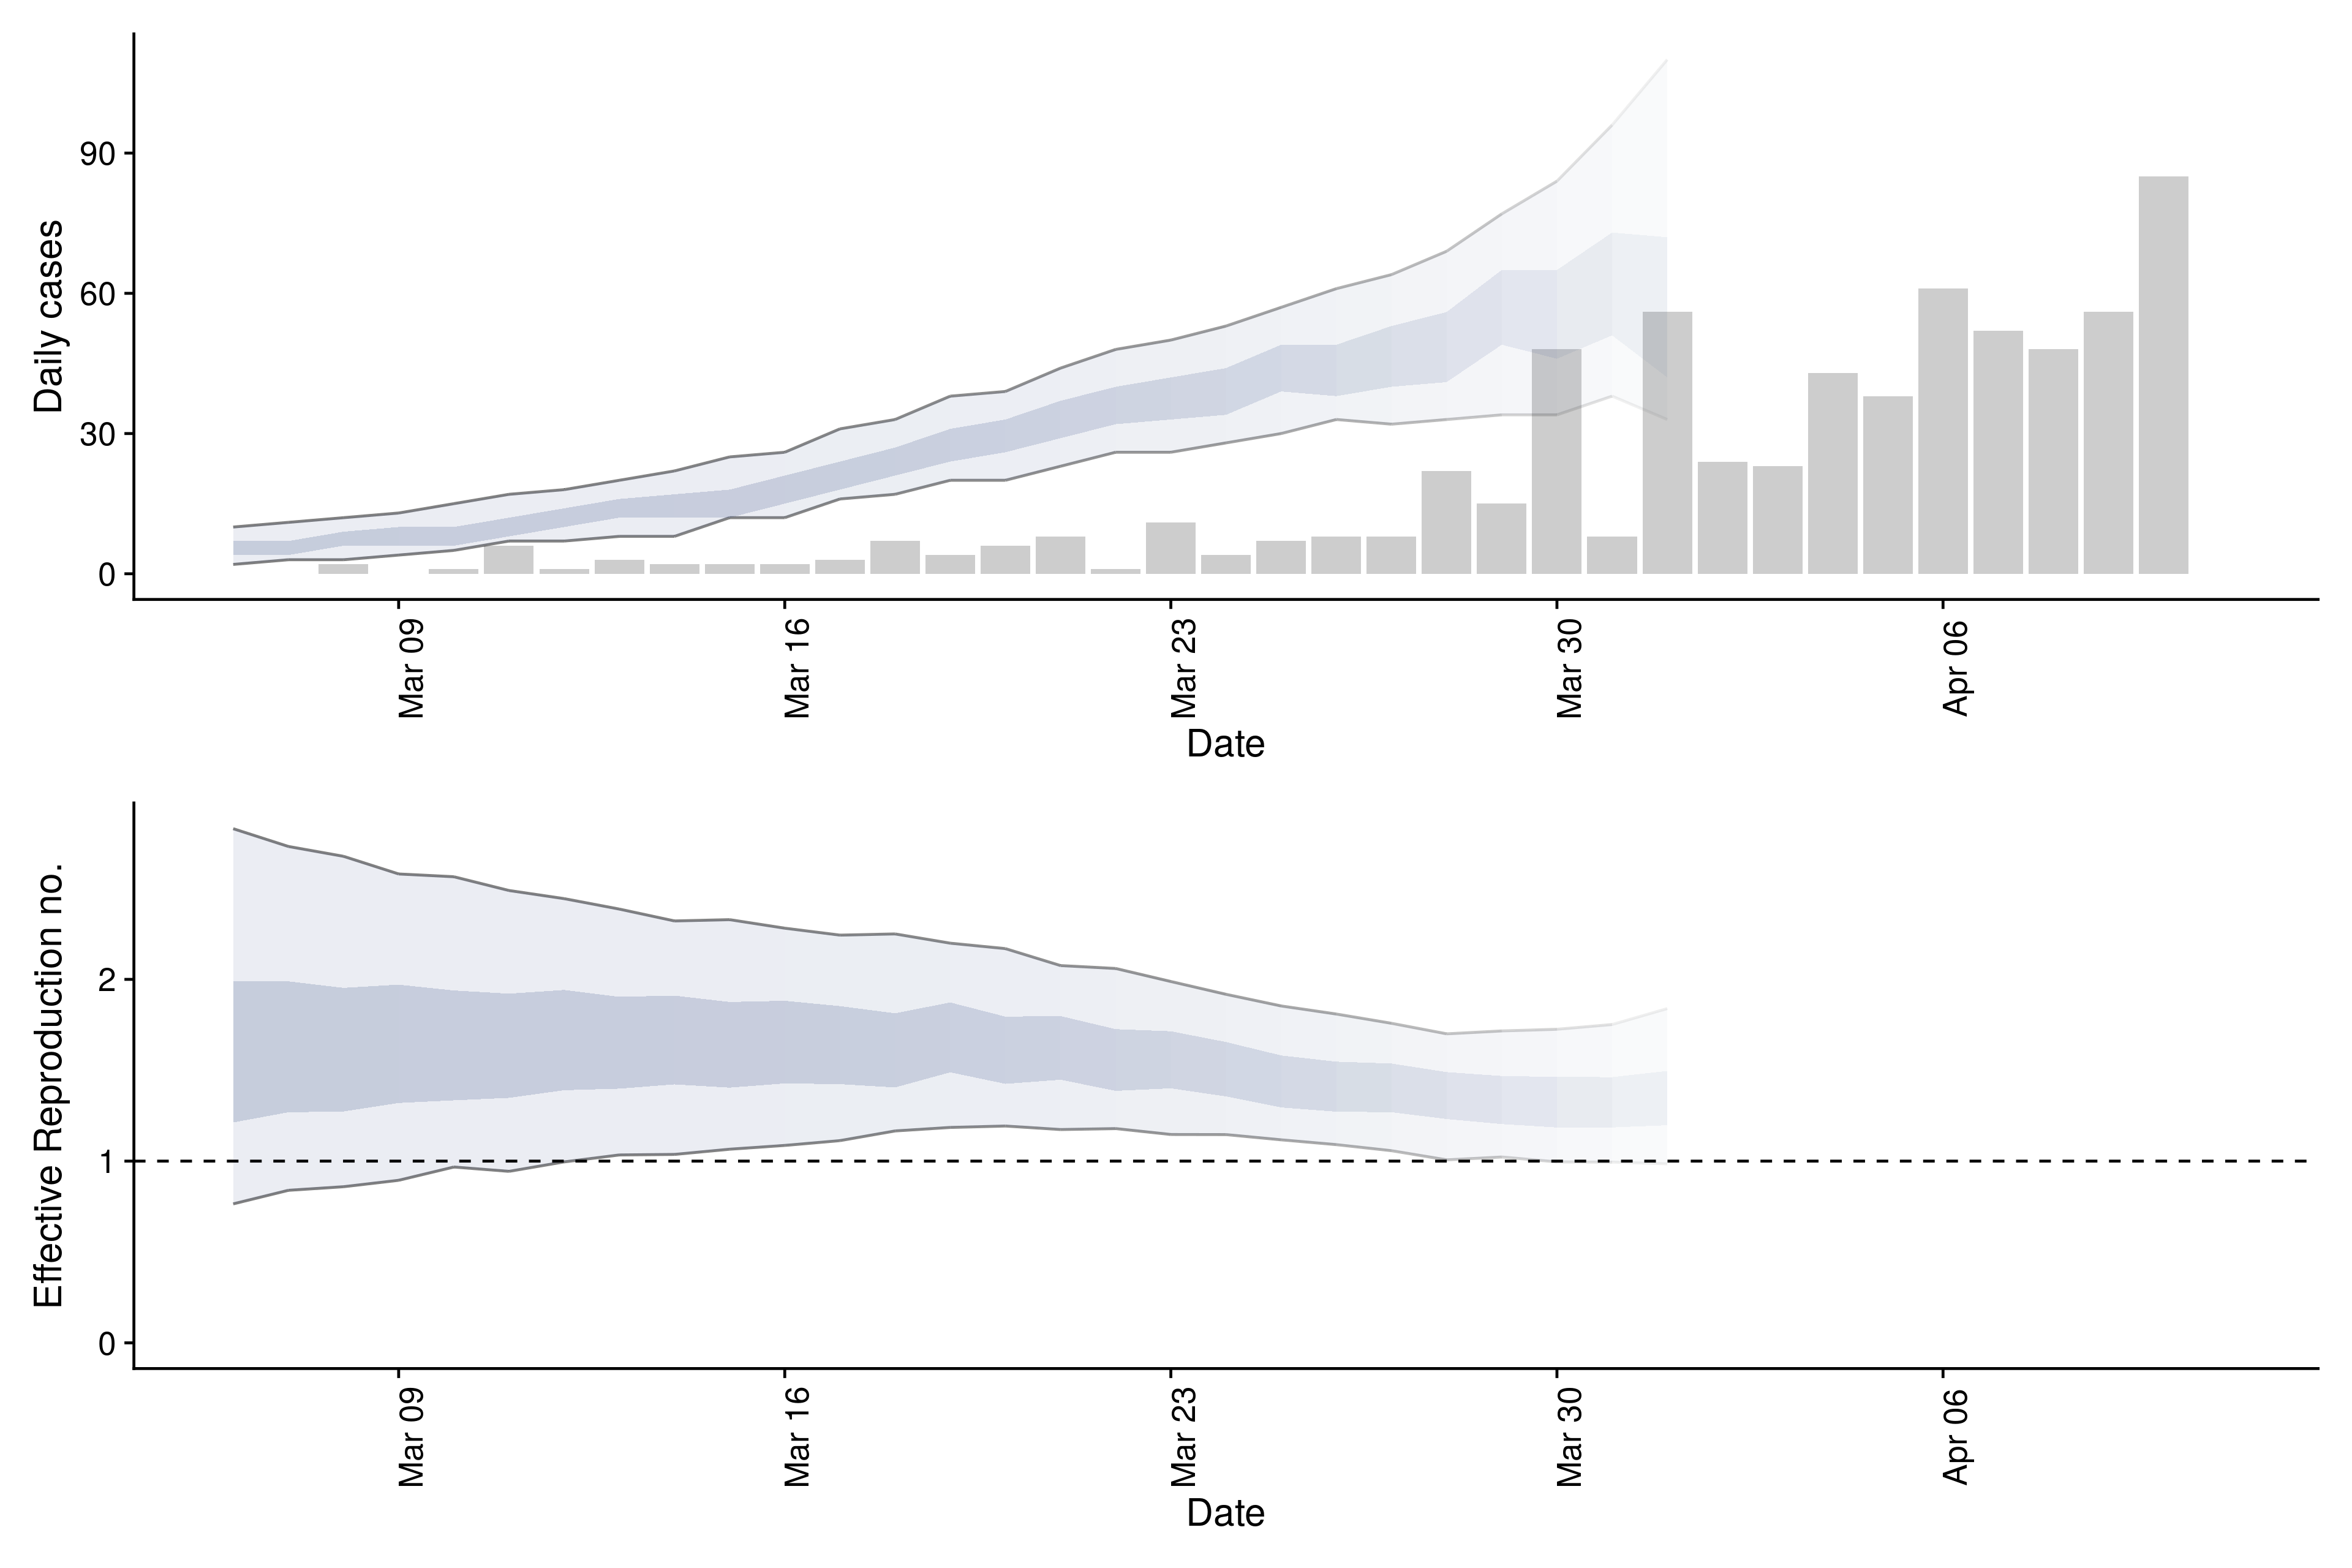 Daily cases
90
60
30
0
Mar 09
Mar 16
Mar 23
Mar 30
Apr 06
Date
Effective Reproduction no.
2
1
0
Mar 09
Mar 16
Mar 23
Mar 30
Apr 06
Date